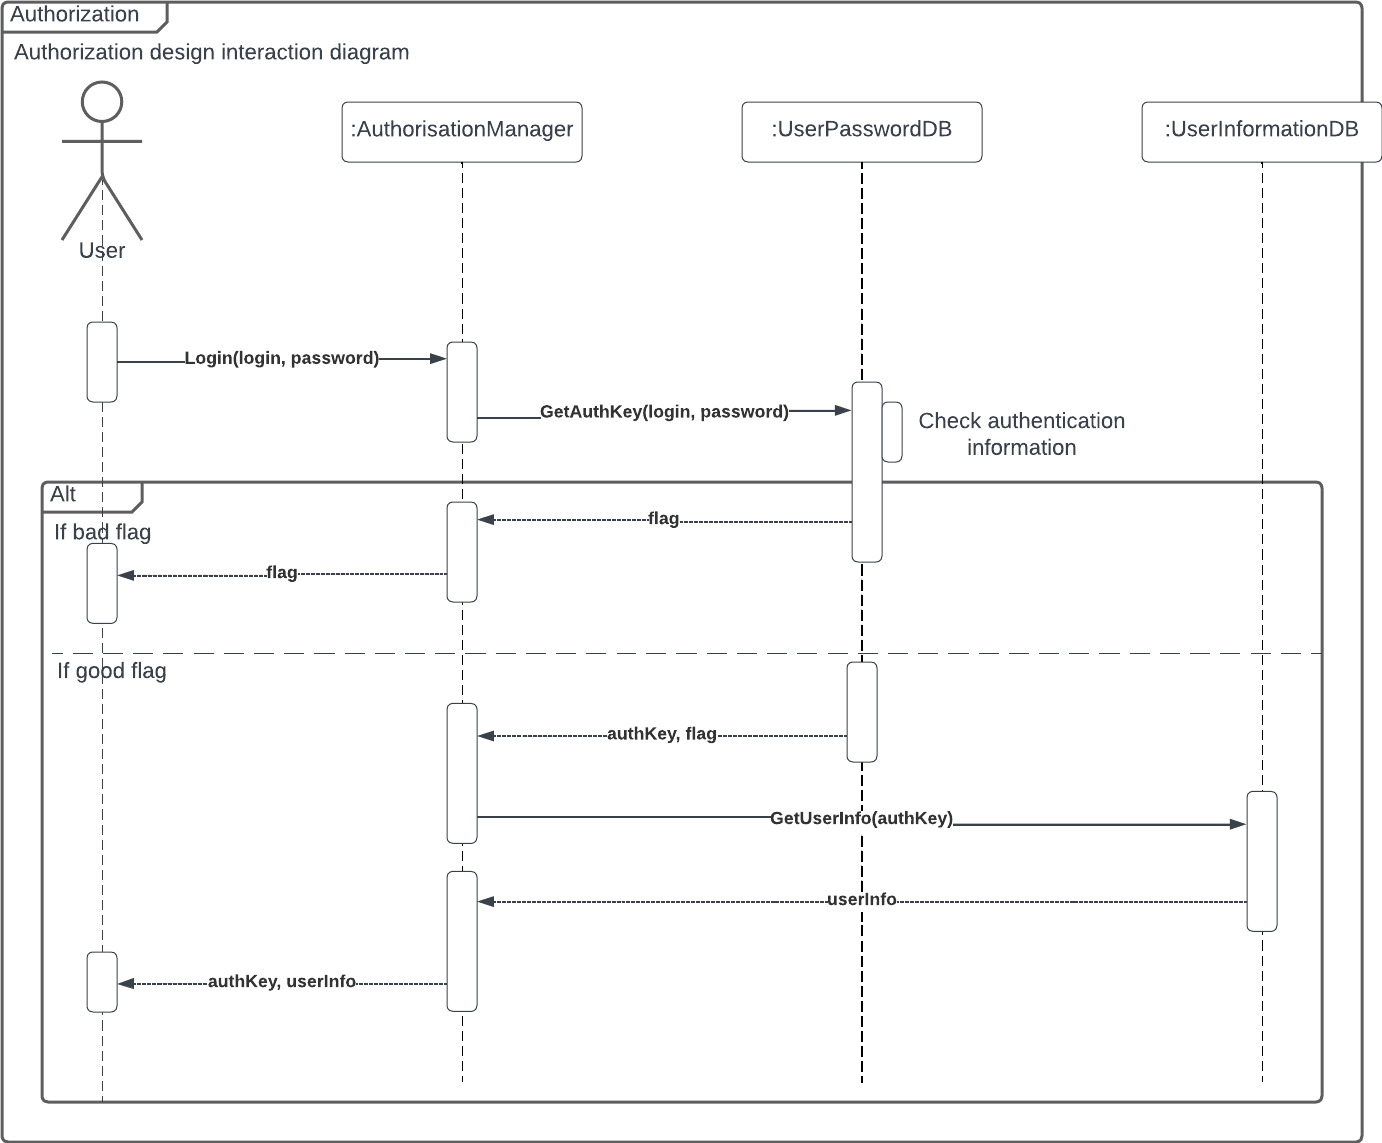 Authorization
Authorization design interaction diagram
:AuthorisationManager
:UserPasswordDB
:UserInformationDB
User
Login(login, password)
GetAuthKey(login, password)
Check authentication
information
Alt
If bad flag
flag
flag
If good flag
authKey, flag
GetUserInfo(authKey)
userInfo
authKey, userInfo